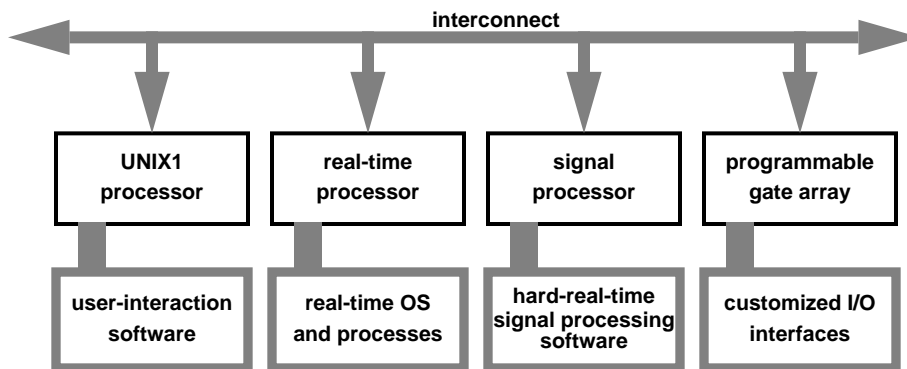 interconnect
UNIX1
processor
real-time
processor
signal
processor
programmable
gate array
user-interaction
software
real-time OS
and processes
hard-real-time
signal processing
software
customized I/O
interfaces